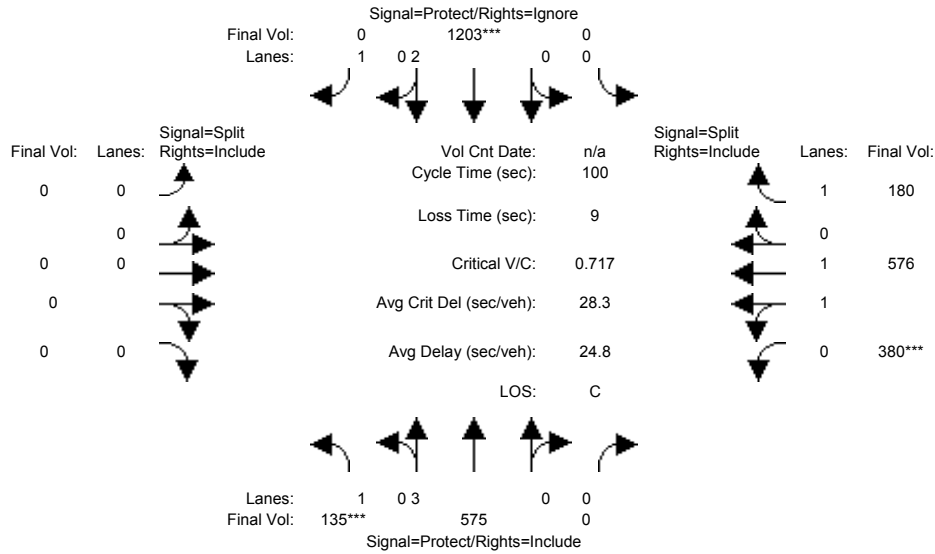 Signal=Protect/Rights=Ignore
Final Vol: 0 1203*** 0
Lanes: 1 0 2 0 0
Signal=Split Signal=Split
Final Vol: Lanes: Rights=Include Vol Cnt Date: n/a Rights=Include Lanes: Final Vol:
Cycle Time (sec): 100
0 0 1 180
Loss Time (sec): 9
0 0
0 0 Critical V/C: 0.717 1 576
0 Avg Crit Del (sec/veh): 28.3 1
0 0 Avg Delay (sec/veh): 24.8 0 380***
LOS: C
Lanes: 1 0 3 0 0
Final Vol: 135*** 575 0
Signal=Protect/Rights=Include